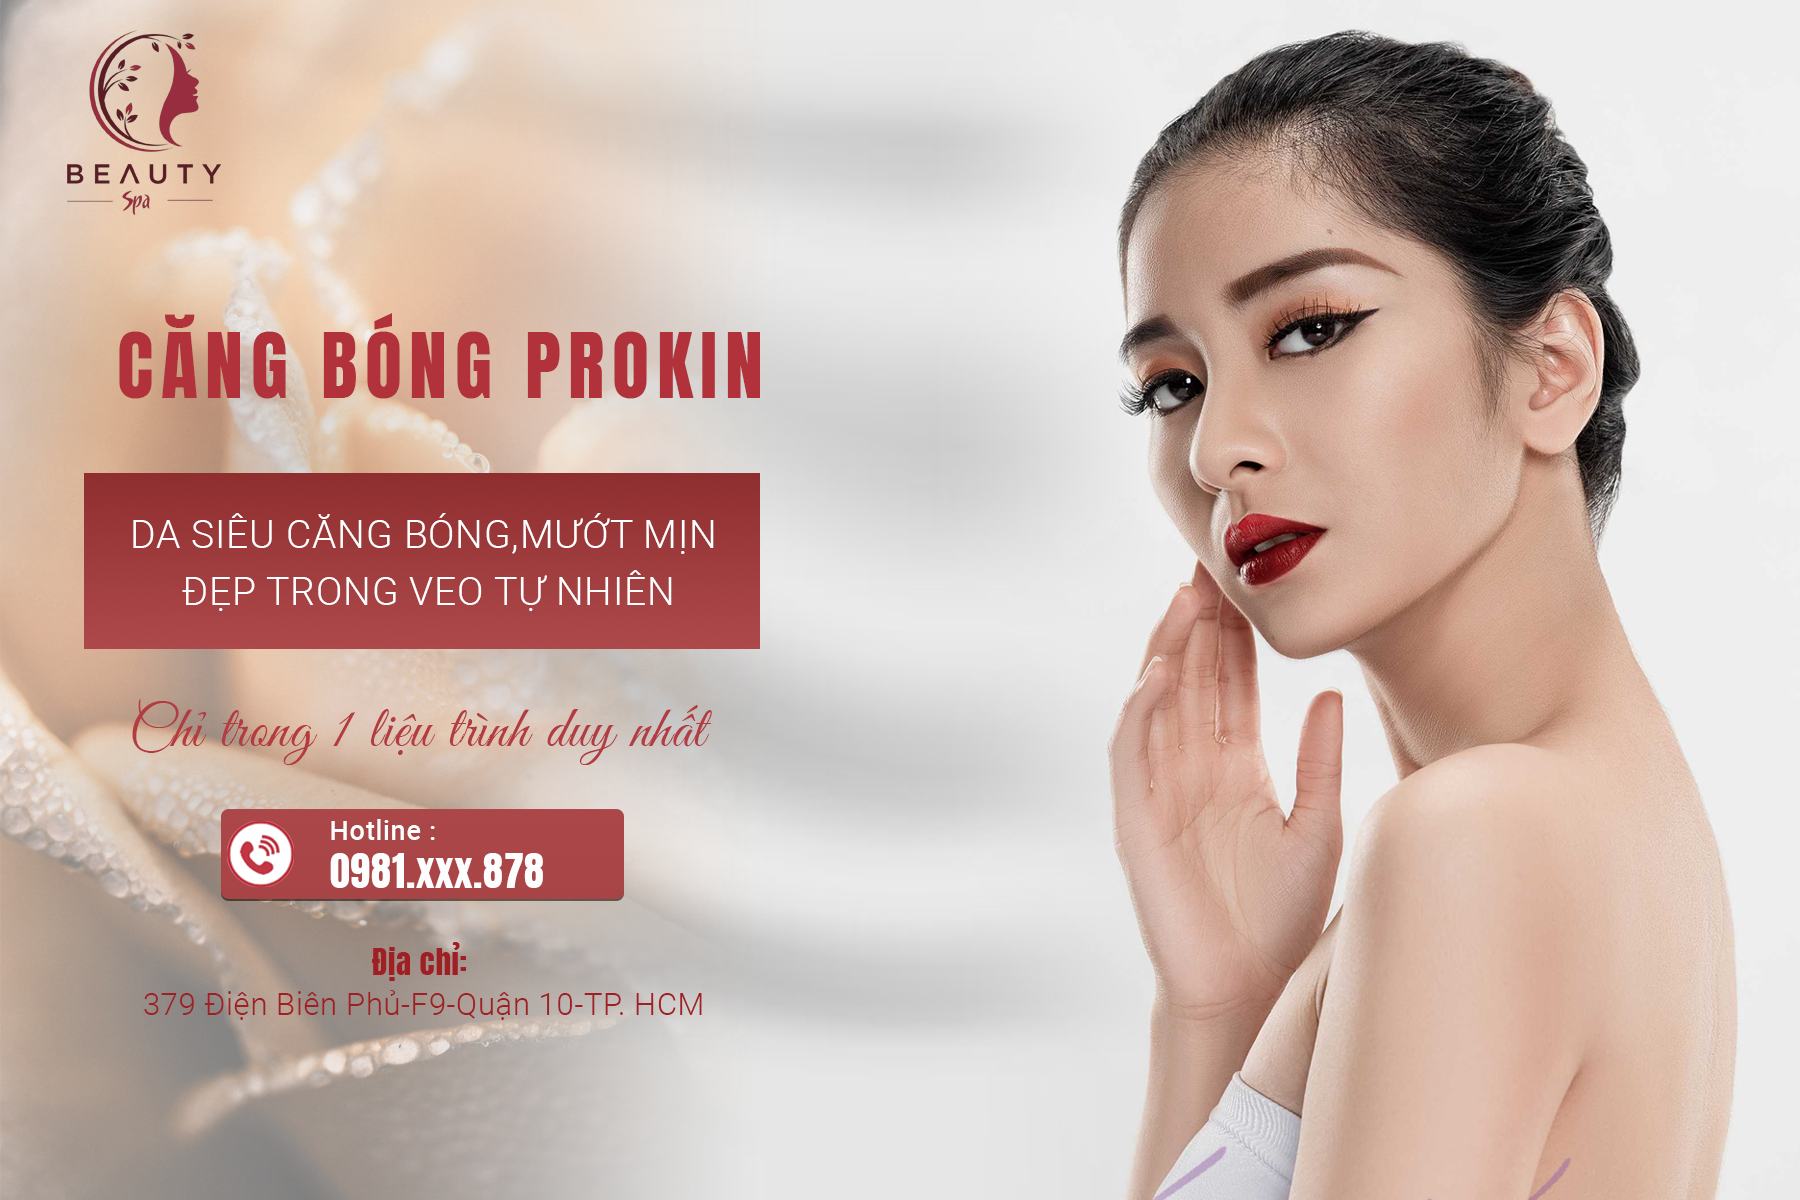 BEAUTY
Spa
CĂNG BÓNG PROKIN
DA SIÊU CĂNG BÓNG,MƯỚT MỊN
ĐẸP TRONG VEO TỰ NHIÊN
Chỉ trong 1 liệu trình duy nhất
Hotline :
0981.xxx.878
Địa chỉ:
379 Điện Biên Phủ-F9-Quận 10-TP. HCM